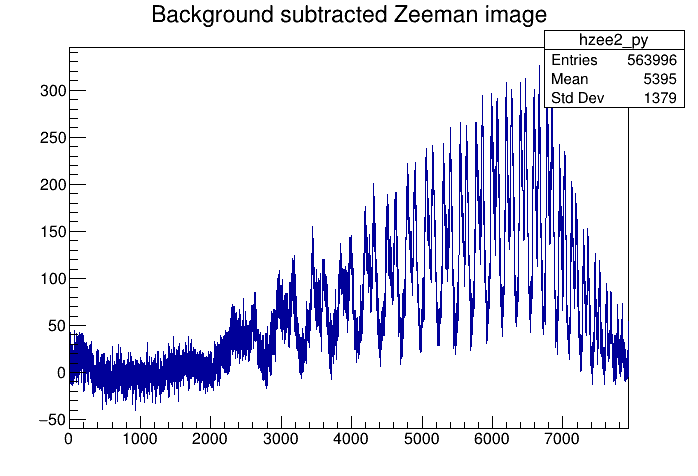 Background subtracted Zeeman image
hzee2_py
Entries 563996
Mean 5395
Std Dev 1379
300
250
200
150
100
50
0
−50
0 1000 2000 3000 4000 5000 6000 7000